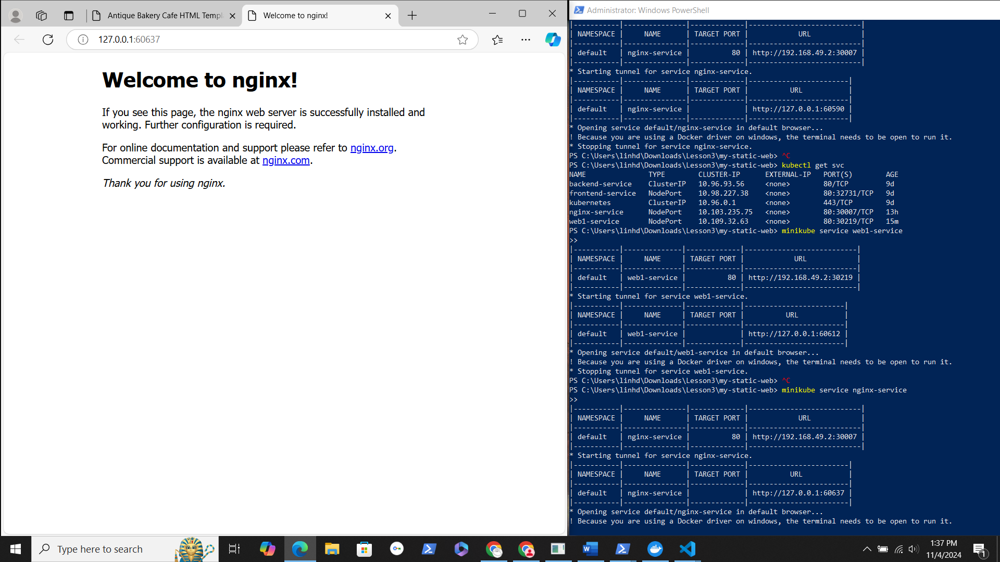 Antique Bakery Cafe HTML Templ
Welcome to nginx!
127.0.0.1:60637
Welcome to nginx!
If you see this page, the nginx web server is successfully installed and
working. Further configuration is required.
For online documentation and support please refer to nginx.org.
Commercial support is available at nginx.com.
Thank you for using nginx.
Administrator: Windows PowerShell
|-----------|---------------|-------------|---------------------------|
| NAMESPACE |     NAME      | TARGET PORT |            URL            |
|-----------|---------------|-------------|---------------------------|
| default   | nginx-service |          80 | http://192.168.49.2:30007 |
|-----------|---------------|-------------|---------------------------|
* Starting tunnel for service nginx-service.
|-----------|---------------|-------------|------------------------|
| NAMESPACE |     NAME      | TARGET PORT |          URL           |
|-----------|---------------|-------------|------------------------|
| default   | nginx-service |             | http://127.0.0.1:60590 |
|-----------|---------------|-------------|------------------------|
* Opening service default/nginx-service in default browser...
! Because you are using a Docker driver on windows, the terminal needs to be open to run it.
* Stopping tunnel for service nginx-service.
PS C:\Users\linhd\Downloads\Lesson3\my-static-web> ^C
PS C:\Users\linhd\Downloads\Lesson3\my-static-web> kubectl get svc
NAME               TYPE        CLUSTER-IP      EXTERNAL-IP   PORT(S)        AGE
backend-service    ClusterIP   10.96.93.56     <none>        80/TCP         9d
frontend-service   NodePort    10.98.227.38    <none>        80:32731/TCP   9d
kubernetes         ClusterIP   10.96.0.1       <none>        443/TCP        9d
nginx-service      NodePort    10.103.235.75   <none>        80:30007/TCP   13h
web1-service       NodePort    10.109.32.63    <none>        80:30219/TCP   15m
PS C:\Users\linhd\Downloads\Lesson3\my-static-web> minikube service web1-service
>>
|-----------|--------------|-------------|---------------------------|
| NAMESPACE |     NAME     | TARGET PORT |            URL            |
|-----------|--------------|-------------|---------------------------|
| default   | web1-service |          80 | http://192.168.49.2:30219 |
|-----------|--------------|-------------|---------------------------|
* Starting tunnel for service web1-service.
|-----------|--------------|-------------|------------------------|
| NAMESPACE |     NAME     | TARGET PORT |          URL           |
|-----------|--------------|-------------|------------------------|
| default   | web1-service |             | http://127.0.0.1:60612 |
|-----------|--------------|-------------|------------------------|
* Opening service default/web1-service in default browser...
! Because you are using a Docker driver on windows, the terminal needs to be open to run it.
* Stopping tunnel for service web1-service.
PS C:\Users\linhd\Downloads\Lesson3\my-static-web> ^C
PS C:\Users\linhd\Downloads\Lesson3\my-static-web> minikube service nginx-service
>>
|-----------|---------------|-------------|---------------------------|
| NAMESPACE |     NAME      | TARGET PORT |            URL            |
|-----------|---------------|-------------|---------------------------|
| default   | nginx-service |          80 | http://192.168.49.2:30007 |
|-----------|---------------|-------------|---------------------------|
* Starting tunnel for service nginx-service.
|-----------|---------------|-------------|------------------------|
| NAMESPACE |     NAME      | TARGET PORT |          URL           |
|-----------|---------------|-------------|------------------------|
| default   | nginx-service |             | http://127.0.0.1:60637 |
|-----------|---------------|-------------|------------------------|
* Opening service default/nginx-service in default browser...
! Because you are using a Docker driver on windows, the terminal needs to be open to run it.
Type here to search
1:37 PM
11/4/2024
1